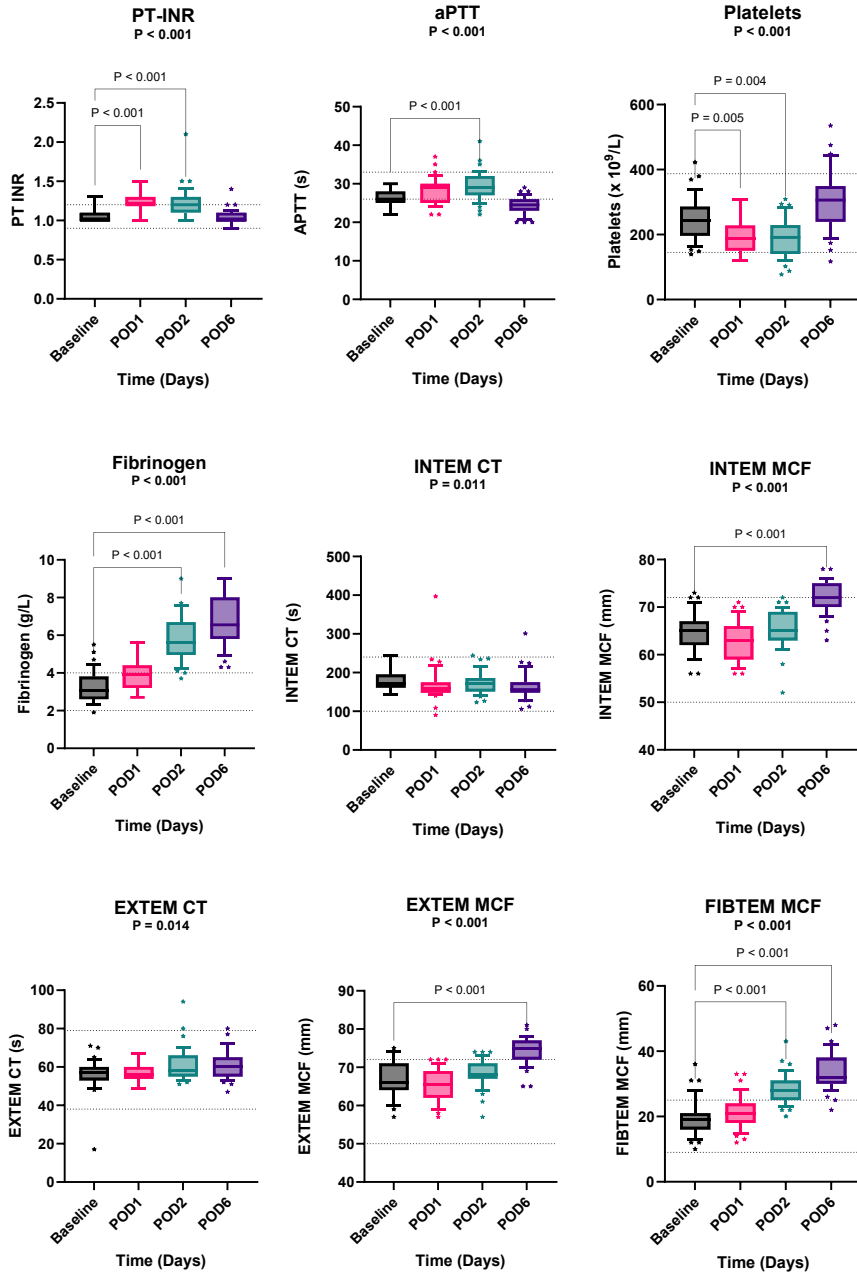 PT-INR
P < 0.001
P < 0.001
P < 0.001
2.5
2.0
1.5
1.0
0.5
0.0
PT INR
Baseline
POD1
POD2
POD6
Time (Days)
aPTT
P < 0.001
P < 0.001
50
40
30
20
10
0
APTT (s)
Baseline
POD1
POD2
POD6
Time (Days)
Platelets
P < 0.001
P = 0.004
P = 0.005
600
400
200
0
Platelets (x 10⁹/L)
Baseline
POD1
POD2
POD6
Time (Days)
Fibrinogen
P < 0.001
P < 0.001
P < 0.001
10
8
6
4
2
0
Fibrinogen (g/L)
Baseline
POD1
POD2
POD6
Time (Days)
INTEM CT
P = 0.011
500
400
300
200
100
0
INTEM CT (s)
Baseline
POD1
POD2
POD6
Time (Days)
INTEM MCF
P < 0.001
P < 0.001
80
70
60
50
40
INTEM MCF (mm)
Baseline
POD1
POD2
POD6
Time (Days)
EXTEM CT
P = 0.014
100
80
60
40
20
0
EXTEM CT (s)
Baseline
POD1
POD2
POD6
Time (Days)
EXTEM MCF
P < 0.001
P < 0.001
90
80
70
60
50
40
EXTEM MCF (mm)
Baseline
POD1
POD2
POD6
Time (Days)
FIBTEM MCF
P < 0.001
P < 0.001
P < 0.001
60
40
20
0
FIBTEM MCF (mm)
Baseline
POD1
POD2
POD6
Time (Days)